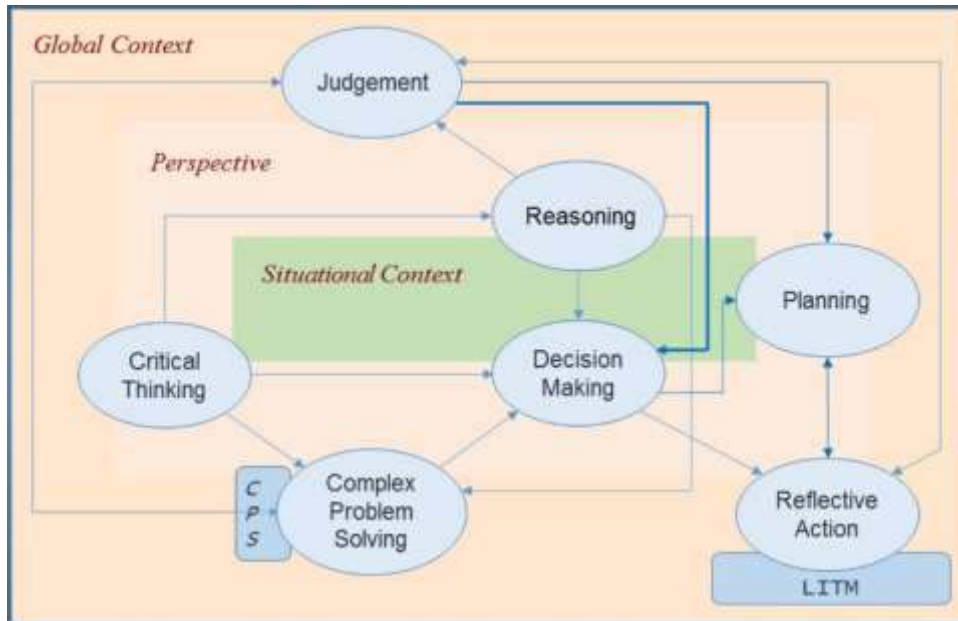 Global Context
Judgement
Perspective
Reasoning
Situational Context
Planning
Critical
Thinking
Decision
Making
C
P
S
Complex
Problem
Solving
Reflective
Action
LITM